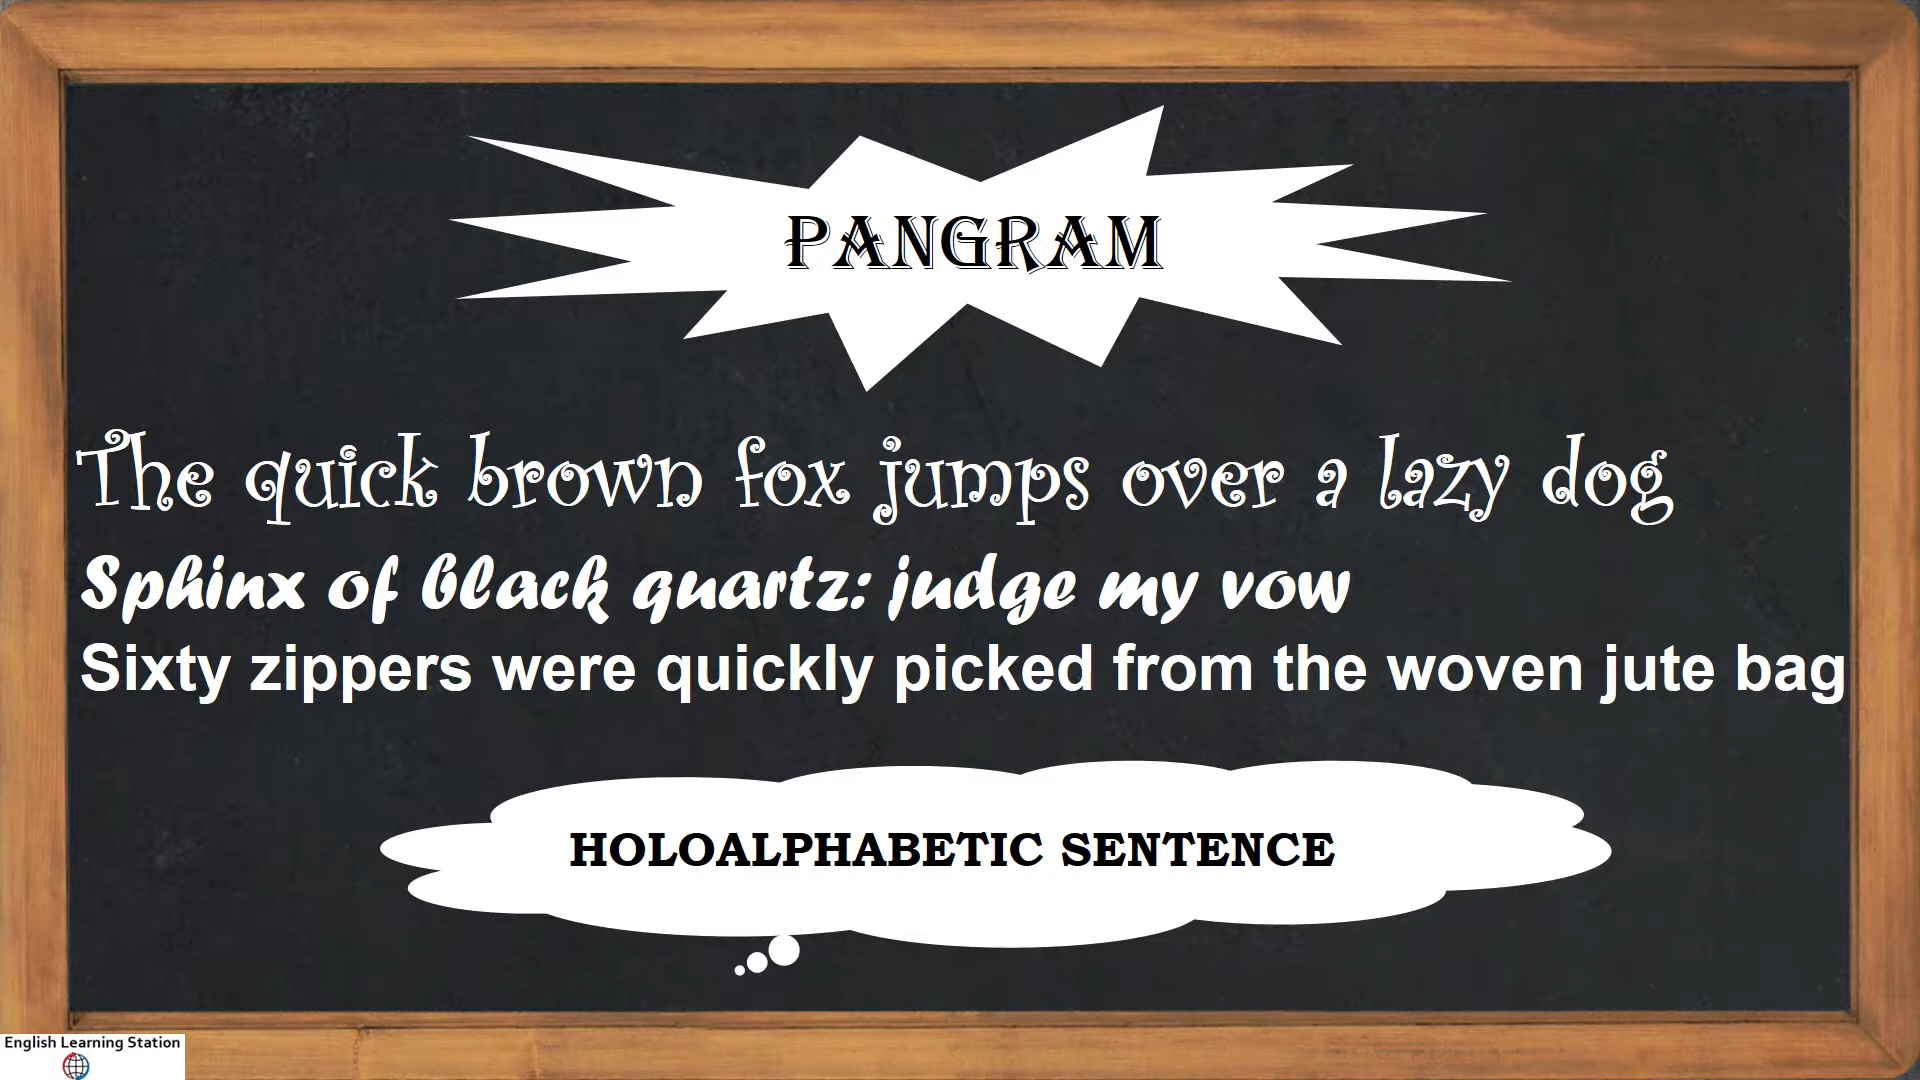 PANGRAM
The quick brown fox jumps over a lazy dog
Sphinx of black quartz: judge my vow
Sixty zippers were quickly picked from the woven jute bag
HOLOALPHABETIC SENTENCE
English Learning Station